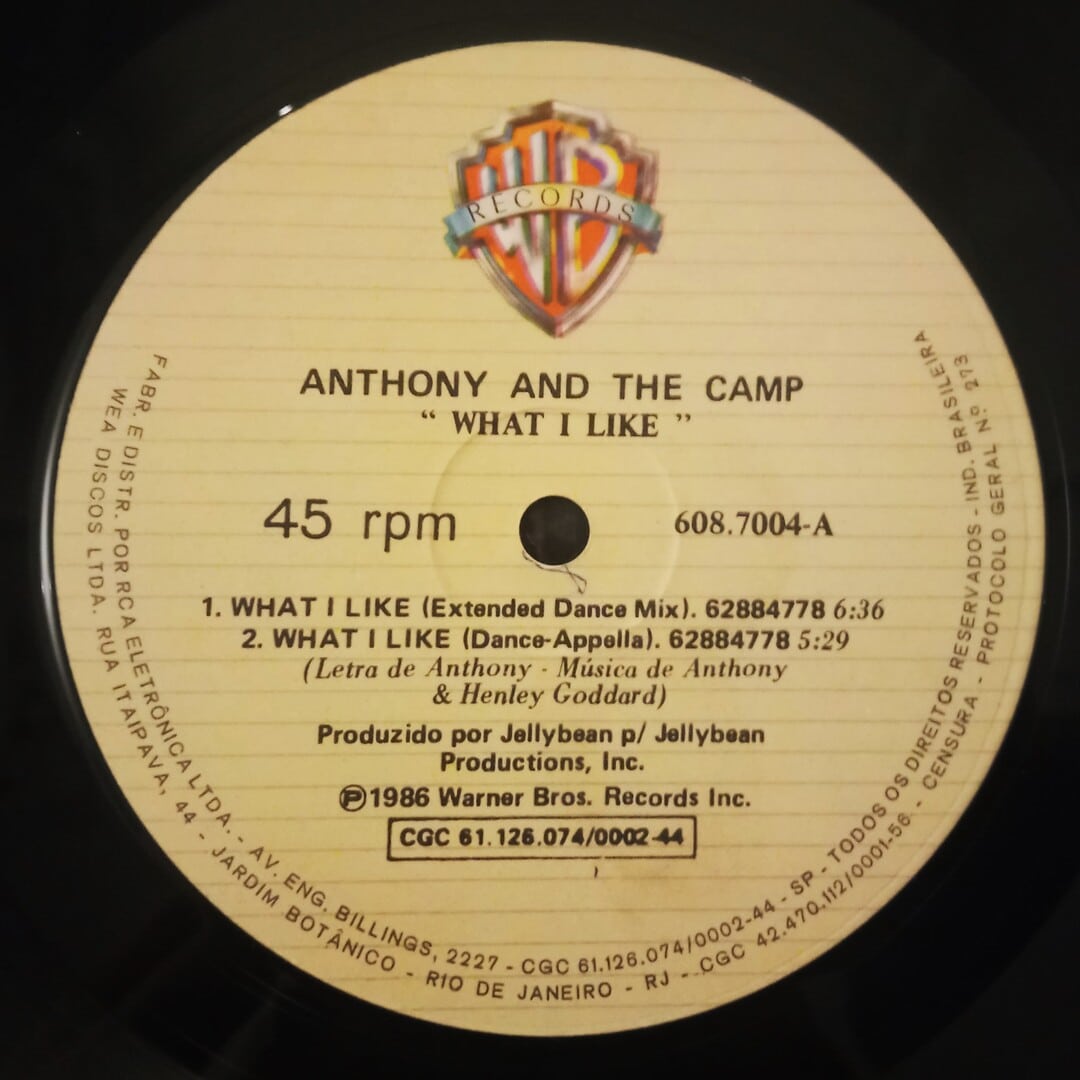 WB
RECORDS
ANTHONY AND THE CAMP
“ WHAT I LIKE ”
45 rpm
608.7004-A
1. WHAT I LIKE (Extended Dance Mix). 62884778 6:36
2. WHAT I LIKE (Dance-Appella). 62884778 5:29
(Letra de Anthony - Música de Anthony
& Henley Goddard)
Produzido por Jellybean p/ Jellybean
Productions, Inc.
Ⓟ1986 Warner Bros. Records Inc.
CGC 61.126.074/0002-44
FABR. E DISTR. POR RCA ELETRÔNICA LTDA. - AV. ENG. BILLINGS, 2227 - CGC 61.126.074/0002-44 - SP - TODOS OS DIREITOS RESERVADOS - IND. BRASILEIRA
WEA DISCOS LTDA. RUA ITAIPAVA, 44 - JARDIM BOTÂNICO - RIO DE JANEIRO - RJ - CGC 42.470.112/0001-56 - CENSURA - PROTOCOLO GERAL Nº 273